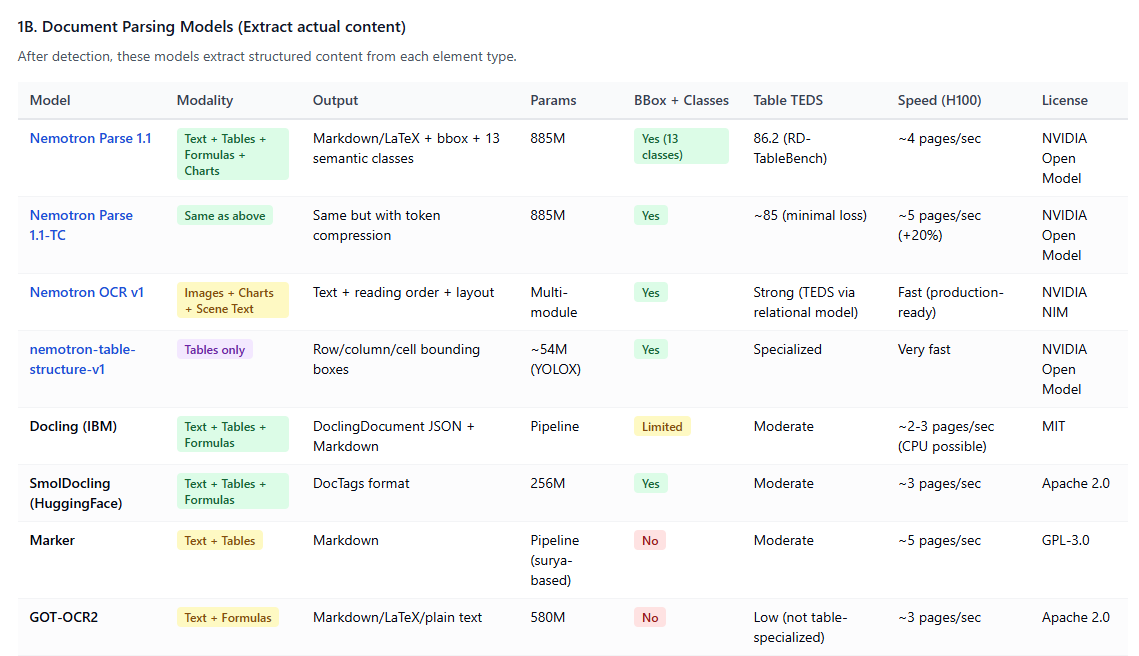 1B. Document Parsing Models (Extract actual content)
After detection, these models extract structured content from each element type.
Model Modality Output Params BBox + Classes Table TEDS Speed (H100) License
Nemotron Parse 1.1 Text + Tables + Formulas + Charts Markdown/LaTeX + bbox + 13 semantic classes 885M Yes (13 classes) 86.2 (RD-TableBench) ~4 pages/sec NVIDIA Open Model
Nemotron Parse 1.1-TC Same as above Same but with token compression 885M Yes ~85 (minimal loss) ~5 pages/sec (+20%) NVIDIA Open Model
Nemotron OCR v1 Images + Charts + Scene Text Text + reading order + layout Multi-module Yes Strong (TEDS via relational model) Fast (production-ready) NVIDIA NIM
nemotron-table-structure-v1 Tables only Row/column/cell bounding boxes ~54M (YOLOX) Yes Specialized Very fast NVIDIA Open Model
Docling (IBM) Text + Tables + Formulas DoclingDocument JSON + Markdown Pipeline Limited Moderate ~2-3 pages/sec (CPU possible) MIT
SmolDocling (HuggingFace) Text + Tables + Formulas DocTags format 256M Yes Moderate ~3 pages/sec Apache 2.0
Marker Text + Tables Markdown Pipeline (surya-based) No Moderate ~5 pages/sec GPL-3.0
GOT-OCR2 Text + Formulas Markdown/LaTeX/plain text 580M No Low (not table-specialized) ~3 pages/sec Apache 2.0